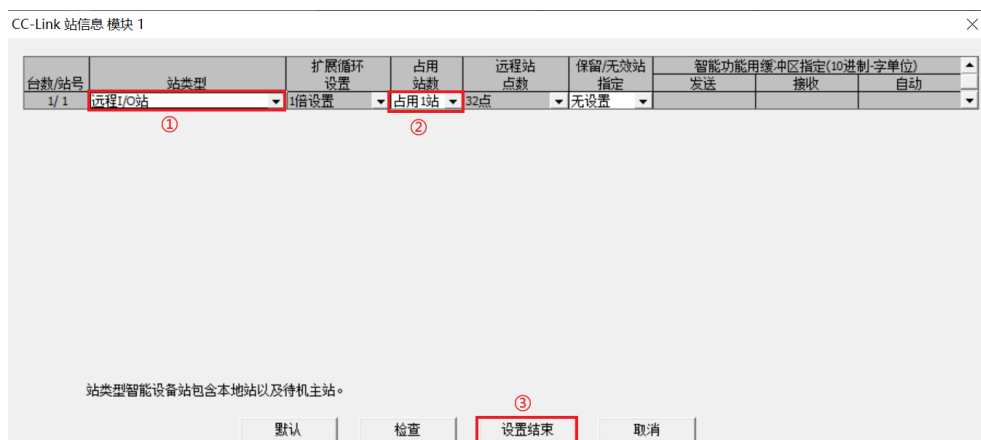 CC-Link 站信息 模块 1
台数/站号 站类型 扩展循环设置 占用站数 远程站点数 保留/无效站指定 智能功能用缓冲区指定(10进制-字单位)
发送 接收 自动
1/1 远程I/O站 1倍设置 占用1站 32点 无设置
① ②
站类型智能设备站包含本地站以及待机主站。
③
默认 检查 设置结束 取消